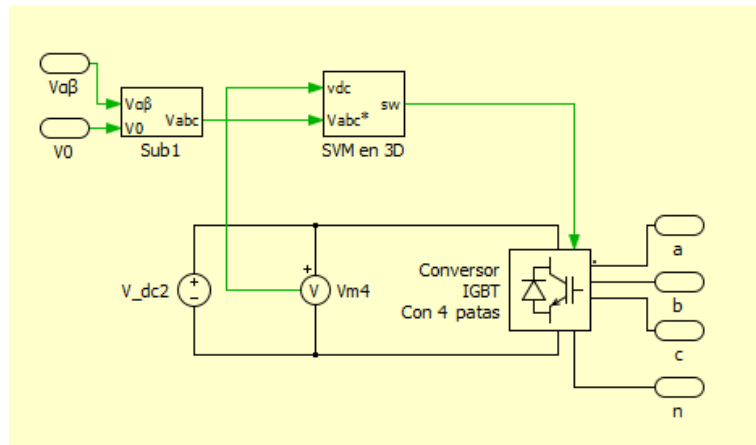 Vαβ
V0
Vαβ
V0
Vabc
Sub1
vdc
Vabc*
sw
SVM en 3D
V_dc2
+
−
+
V
Vm4
Conversor
IGBT
Con 4 patas
a
b
c
n